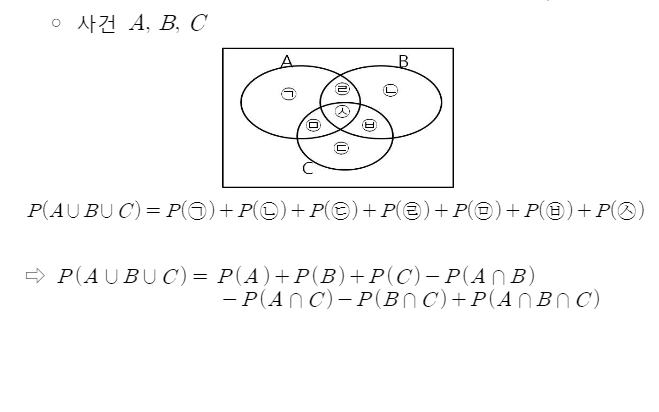 ○ 사건 A, B, C
A B
㉠ ㉣ ㉡
㉦
㉤ ㉥
㉢
C
P(A∪B∪C)=P(㉠)+P(㉡)+P(㉢)+P(㉣)+P(㉤)+P(㉥)+P(㉦)
⇨ P(A∪B∪C)= P(A)+P(B)+P(C)−P(A∩B)
−P(A∩C)−P(B∩C)+P(A∩B∩C)